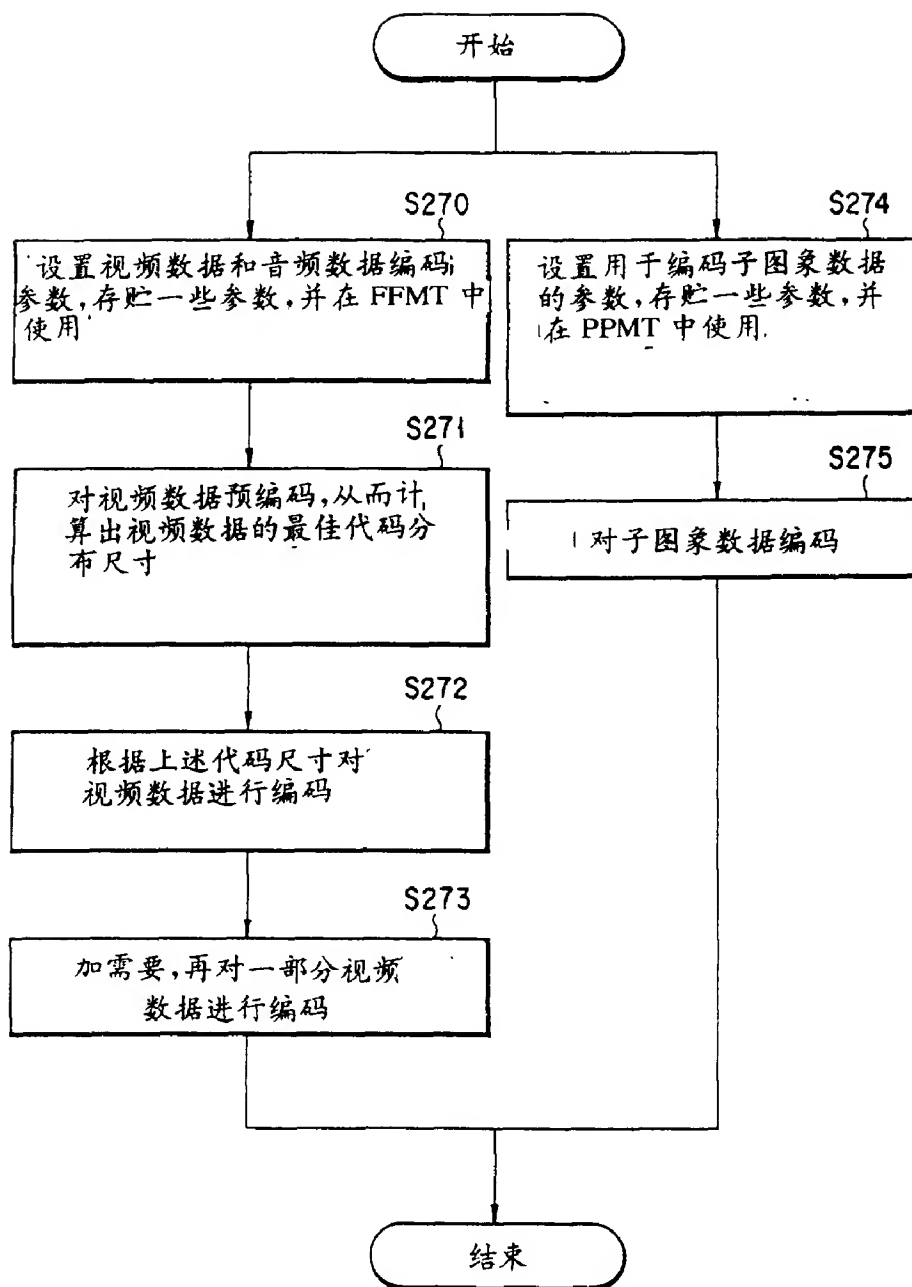 开始
S270
设置视频数据和音频数据编码
参数,存贮一些参数,并在 FFMT 中
使用
S271
对视频数据预编码,从而计
算出视频数据的最佳代码分
布尺寸
S272
根据上述代码尺寸对
视频数据进行编码
S273
加需要,再对一部分视频
数据进行编码
S274
设置用于编码子图象数据
的参数,存贮一些参数,并
在 PPMT 中使用.
S275
对子图象数据编码
结束